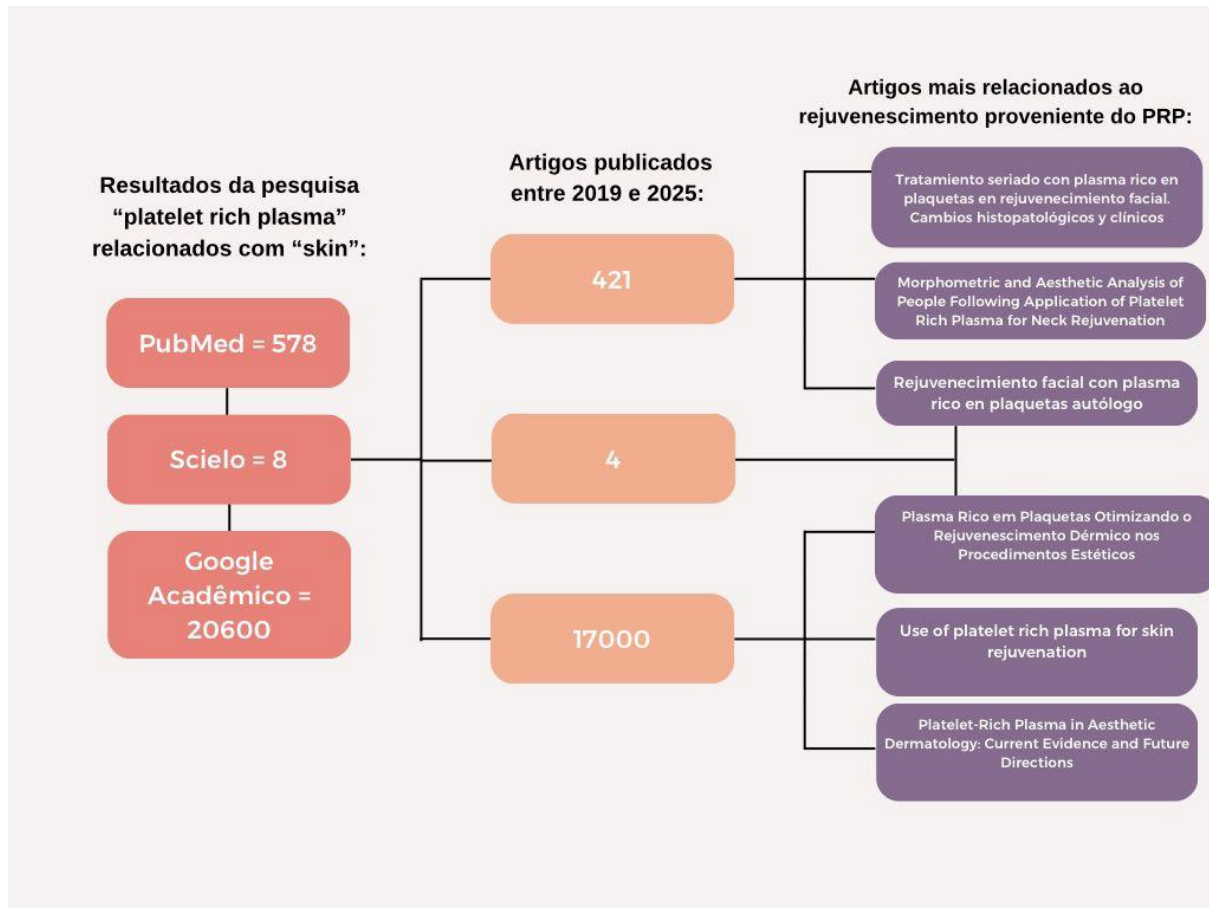 Resultados da pesquisa
“platelet rich plasma”
relacionados com “skin”:
PubMed = 578
Scielo = 8
Google
Acadêmico =
20600
Artigos publicados
entre 2019 e 2025:
421
4
17000
Artigos mais relacionados ao
rejuvenescimento proveniente do PRP:
Tratamiento seriado con plasma rico en
plaquetas en rejuvenecimiento facial.
Cambios histopatológicos y clínicos
Morphometric and Aesthetic Analysis of
People Following Application of Platelet
Rich Plasma for Neck Rejuvenation
Rejuvenecimiento facial con plasma
rico en plaquetas autólogo
Plasma Rico em Plaquetas Otimizando o
Rejuvenescimento Dérmico nos
Procedimentos Estéticos
Use of platelet rich plasma for skin
rejuvenation
Platelet-Rich Plasma in Aesthetic
Dermatology: Current Evidence and Future
Directions